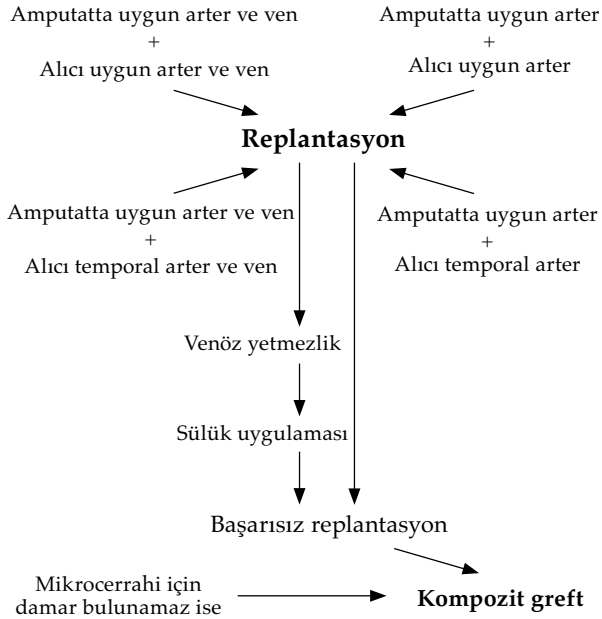 Amputatta uygun arter ve ven
+
Alıcı uygun arter ve ven
Amputatta uygun arter
+
Alıcı uygun arter
Replantasyon
Amputatta uygun arter ve ven
+
Alıcı temporal arter ve ven
Amputatta uygun arter
+
Alıcı temporal arter
Venöz yetmezlik
Sülük uygulaması
Başarısız replantasyon
Mikrocerrahi için
damar bulunamaz ise
Kompozit greft